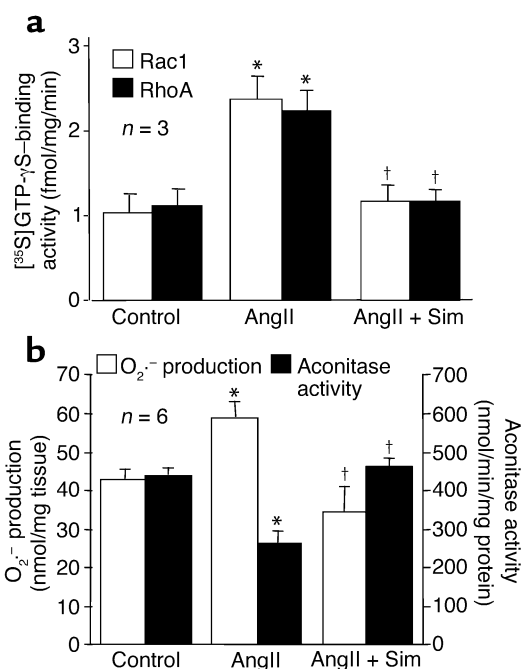 a
[³⁵S]GTP-γS–binding
activity (fmol/mg/min)
3
2
1
0
Rac1
RhoA
n = 3
*
*
†
†
Control
AngII
AngII + Sim
b
O₂·⁻ production
Aconitase
activity
n = 6
O₂·⁻ production
(nmol/mg tissue)
70
60
50
40
30
20
10
0
*
*
†
†
700
600
500
400
300
200
100
0
Aconitase activity
(nmol/min/mg protein)
Control
AngII
AngII + Sim